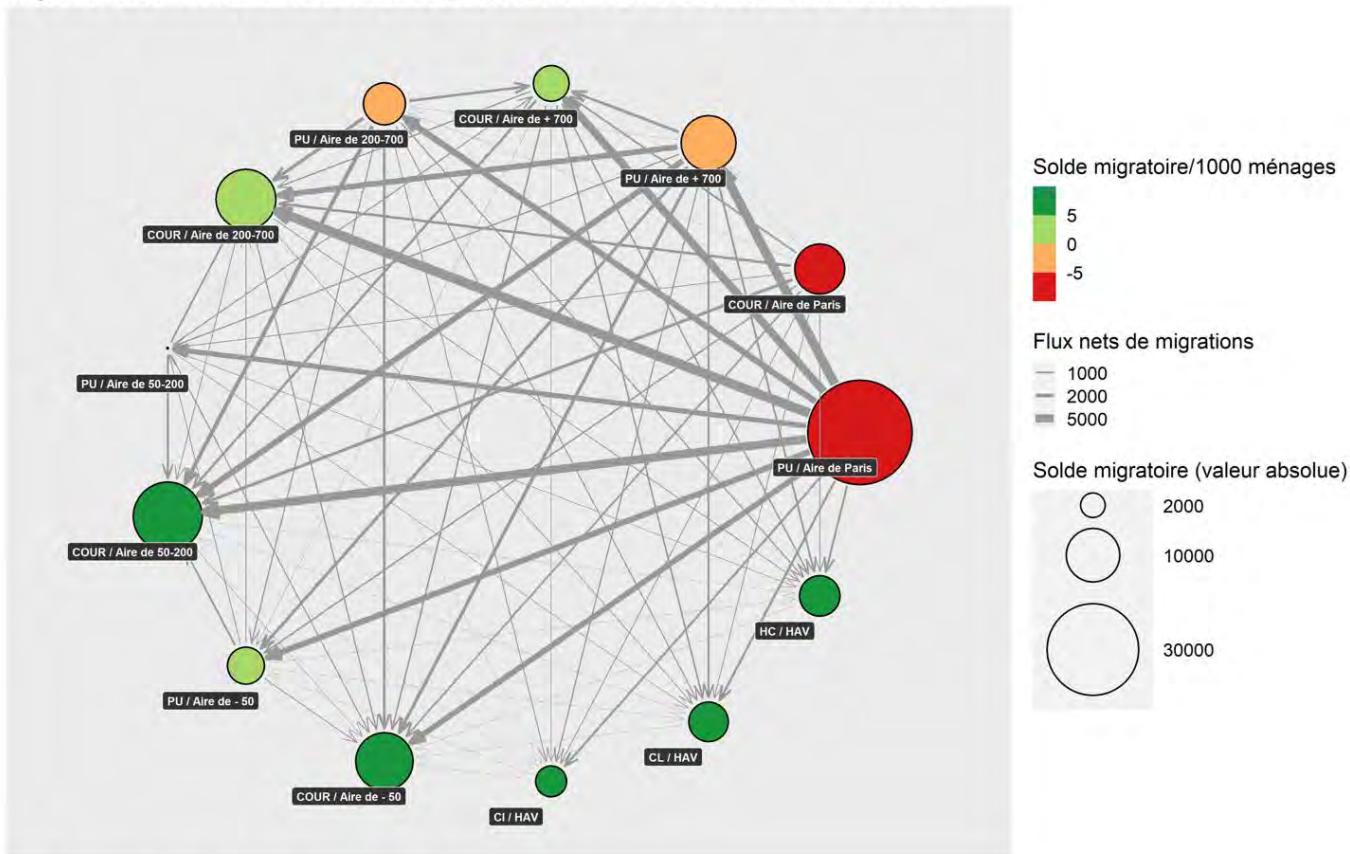 COUR / Aire de + 700
PU / Aire de 200-700
PU / Aire de + 700
COUR / Aire de 200-700
COUR / Aire de Paris
PU / Aire de 50-200
PU / Aire de Paris
COUR / Aire de 50-200
HC / HAV
PU / Aire de - 50
CL / HAV
COUR / Aire de - 50
CI / HAV
Solde migratoire/1000 ménages
5
0
-5
Flux nets de migrations
1000
2000
5000
Solde migratoire (valeur absolue)
2000
10000
30000